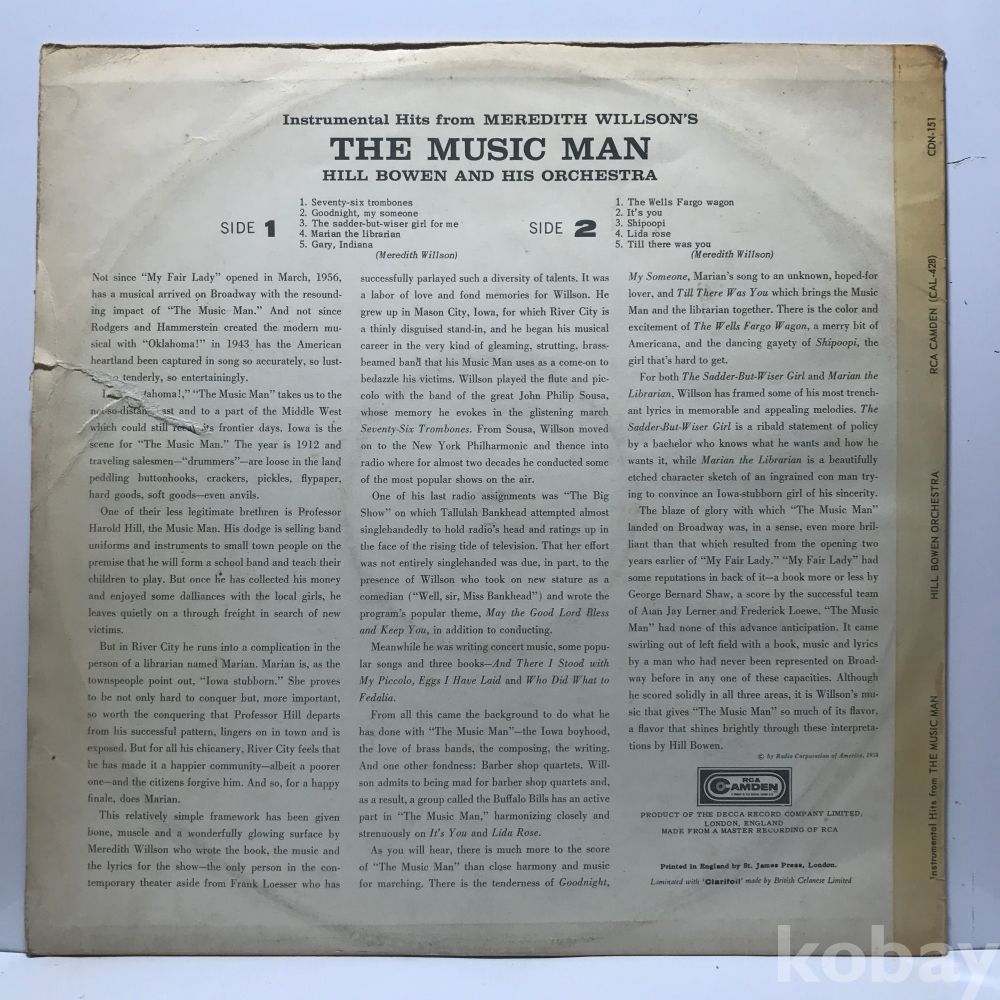 Instrumental Hits from MEREDITH WILLSON'S
THE MUSIC MAN
HILL BOWEN AND HIS ORCHESTRA
SIDE 1
1. Seventy-six trombones
2. Goodnight, my someone
3. The sadder-but-wiser girl for me
4. Marian the librarian
5. Gary, Indiana
(Meredith Willson)
SIDE 2
1. The Wells Fargo wagon
2. It's you
3. Shipoopi
4. Lida rose
5. Till there was you
(Meredith Willson)
Not since "My Fair Lady" opened in March, 1956,
has a musical arrived on Broadway with the resound-
ing impact of "The Music Man." And not since
Rodgers and Hammerstein created the modern mu-
sical with "Oklahoma!" in 1943 has the American
heartland been captured in song so accurately, so lust-
so tenderly, so entertainingly.
"The Music Man" takes us to the
and to a part of the Middle West
which could still its frontier days. Iowa is the
scene for "The Music Man." The year is 1912 and
traveling salesmen—"drummers"—are loose in the land
peddling buttonhooks, crackers, pickles, flypaper,
hard goods, soft goods—even anvils.
One of their less legitimate brethren is Professor
Harold Hill, the Music Man. His dodge is selling band
uniforms and instruments to small town people on the
premise that he will form a school band and teach their
children to play. But once he has collected his money
and enjoyed some dalliances with the local girls, he
leaves quietly on a through freight in search of new
victims.
But in River City he runs into a complication in the
person of a librarian named Marian. Marian is, as the
townspeople point out, "Iowa stubborn." She proves
to be not only hard to conquer but, more important,
so worth the conquering that Professor Hill departs
from his successful pattern, lingers on in town and is
exposed. But for all his chicanery, River City feels that
he has made it a happier community—albeit a poorer
one—and the citizens forgive him. And so, for a happy
finale, does Marian.
This relatively simple framework has been given
bone, muscle and a wonderfully glowing surface by
Meredith Willson who wrote the book, the music and
the lyrics for the show—the only person in the con-
temporary theater aside from Frank Loesser who has
successfully parlayed such a diversity of talents. It was
a labor of love and fond memories for Willson. He
grew up in Mason City, Iowa, for which River City is
a thinly disguised stand-in, and he began his musical
career in the very kind of gleaming, strutting, brass-
beamed band that his Music Man uses as a come-on to
bedazzle his victims. Willson played the flute and pic-
colo with the band of the great John Philip Sousa,
whose memory he evokes in the glistening march
Seventy-Six Trombones. From Sousa, Willson moved
on to the New York Philharmonic and thence into
radio where for almost two decades he conducted some
of the most popular shows on the air.
One of his last radio assignments was "The Big
Show" on which Tallulah Bankhead attempted almost
singlehandedly to hold radio's head and ratings up in
the face of the rising tide of television. That her effort
was not entirely singlehanded was due, in part, to the
presence of Willson who took on new stature as a
comedian ("Well, sir, Miss Bankhead") and wrote the
program's popular theme, May the Good Lord Bless
and Keep You, in addition to conducting.
Meanwhile he was writing concert music, some popu-
lar songs and three books—And There I Stood with
My Piccolo, Eggs I Have Laid and Who Did What to
Fedalia.
From all this came the background to do what he
has done with "The Music Man"—the Iowa boyhood,
the love of brass bands, the composing, the writing.
And one other fondness: Barber shop quartets. Will-
son admits to being mad for barber shop quartets and,
as a result, a group called the Buffalo Bills has an active
part in "The Music Man," harmonizing closely and
strenuously on It's You and Lida Rose.
As you will hear, there is much more to the score
of "The Music Man" than close harmony and music
for marching. There is the tenderness of Goodnight,
My Someone, Marian's song to an unknown, hoped-for
lover, and Till There Was You which brings the Music
Man and the librarian together. There is the color and
excitement of The Wells Fargo Wagon, a merry bit of
Americana, and the dancing gayety of Shipoopi, the
girl that's hard to get.
For both The Sadder-But-Wiser Girl and Marian the
Librarian, Willson has framed some of his most trench-
ant lyrics in memorable and appealing melodies. The
Sadder-But-Wiser Girl is a ribald statement of policy
by a bachelor who knows what he wants and how he
wants it, while Marian the Librarian is a beautifully
etched character sketch of an ingrained con man try-
ing to convince an Iowa-stubborn girl of his sincerity.
The blaze of glory with which "The Music Man"
landed on Broadway was, in a sense, even more bril-
liant than that which resulted from the opening two
years earlier of "My Fair Lady." "My Fair Lady" had
some reputations in back of it—a book more or less by
George Bernard Shaw, a score by the successful team
of Auan Jay Lerner and Frederick Loewe. "The Music
Man" had none of this advance anticipation. It came
swirling out of left field with a book, music and lyrics
by a man who had never been represented on Broad-
way before in any one of these capacities. Although
he scored solidly in all three areas, it is Willson's mu-
sic that gives "The Music Man" so much of its flavor,
a flavor that shines brightly through these interpreta-
tions by Hill Bowen.
© by Radio Corporation of America, 1958
RCA
CAMDEN
PRODUCT OF THE DECCA RECORD COMPANY LIMITED,
LONDON, ENGLAND
MADE FROM A MASTER RECORDING OF RCA
Printed in England by St. James Press, London.
Laminated with 'Clarifoil' made by British Celanese Limited
CDN-151
RCA CAMDEN (CAL-428)
HILL BOWEN ORCHESTRA
Instrumental Hits from THE MUSIC MAN
kobay